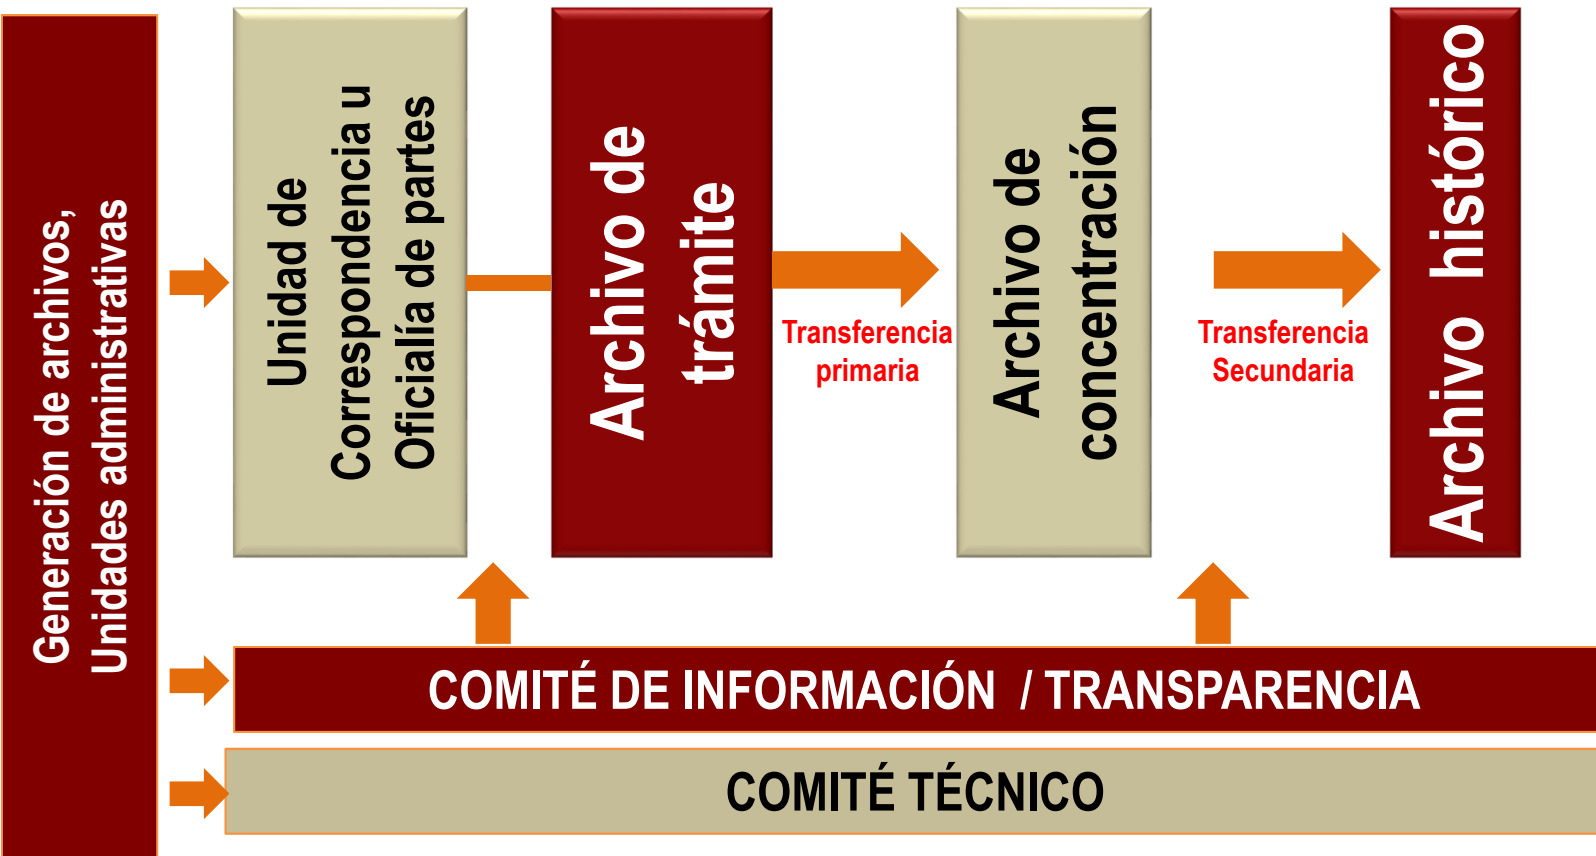 Generación de archivos,
Unidades administrativas
Unidad de
Correspondencia u
Oficialía de partes
Archivo de
trámite
Transferencia
primaria
Archivo de
concentración
Transferencia
Secundaria
Archivo histórico
COMITÉ DE INFORMACIÓN / TRANSPARENCIA
COMITÉ TÉCNICO